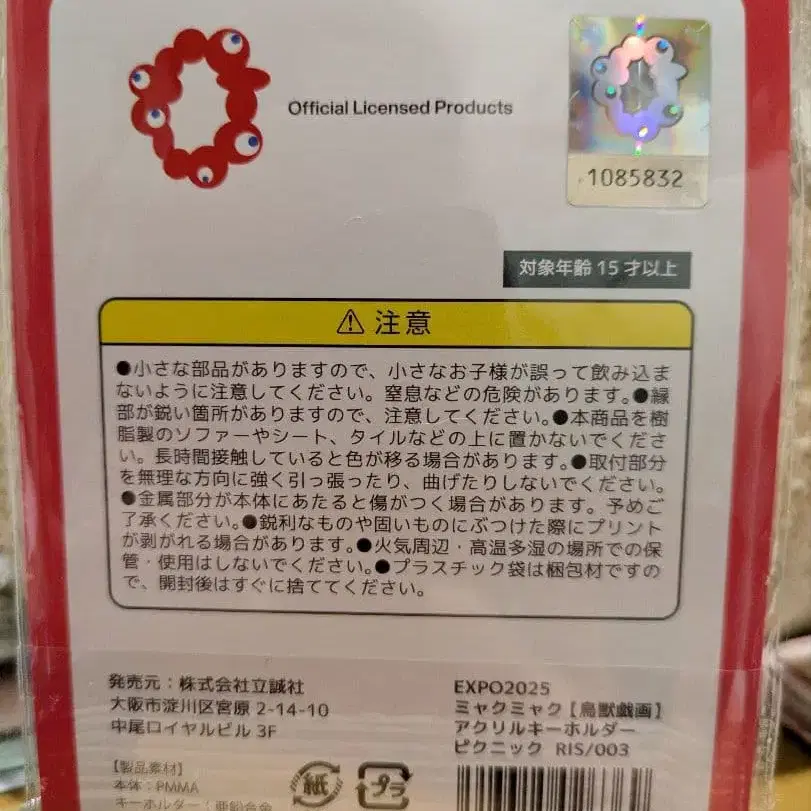 Official Licensed Products
1085832
対象年齢 15 才以上
⚠ 注意
●小さな部品がありますので、小さなお子様が誤って飲み込ま
ないように注意してください。窒息などの危険があります。●縁
部が鋭い箇所がありますので、注意してください。●本商品を樹
脂製のソファーやシート、タイルなどの上に置かないでくださ
い。長時間接触していると色が移る場合があります。●取付部分
を無理な方向に強く引っ張ったり、曲げたりしないでください。
●金属部分が本体にあたると傷がつく場合があります。予めご
了承ください。●鋭利なものや固いものにぶつけた際にプリント
が剥がれる場合があります。●火気周辺・高温多湿の場所での保
管・使用はしないでください。●プラスチック袋は梱包材ですの
で、開封後はすぐに捨ててください。
発売元：株式会社立誠社
大阪市淀川区宮原 2-14-10
中尾ロイヤルビル 3F
【製品素材】
本体：PMMA
キーホルダー：亜鉛合金
紙
プラ
EXPO2025
ミャクミャク【鳥獣戯画】
アクリルキーホルダー
ピクニック RIS/003